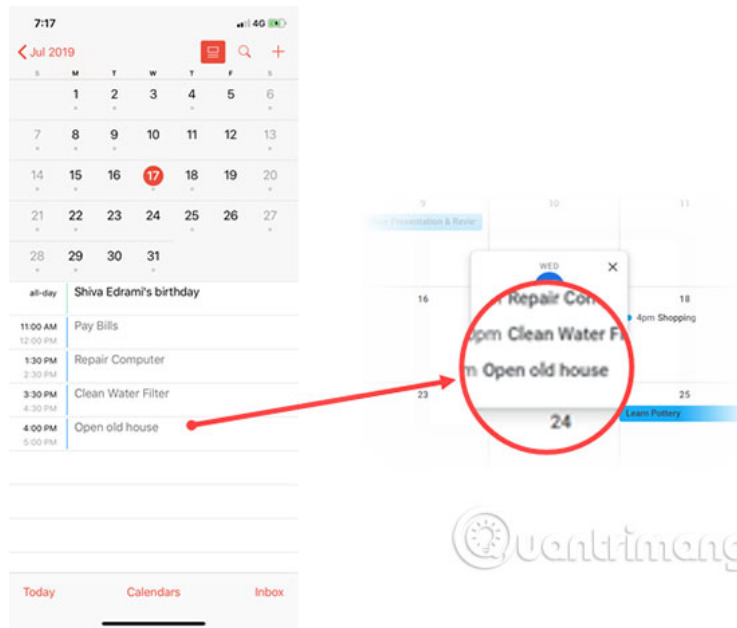 7:17
4G
Jul 2019
S M T W T F S
1 2 3 4 5 6
7 8 9 10 11 12 13
14 15 16 17 18 19 20
21 22 23 24 25 26 27
28 29 30 31
all-day Shiva Edrami's birthday
11:00 AM Pay Bills
12:00 PM
1:30 PM Repair Computer
2:30 PM
3:30 PM Clean Water Filter
4:30 PM
4:00 PM Open old house
5:00 PM
Today Calendars Inbox
9 10 11
Presentation & Revie
WED
16 18
Repair Con
4pm Shopping
pm Clean Water Fi
m Open old house
23 25
24
Learn Pottery
Quantrimang